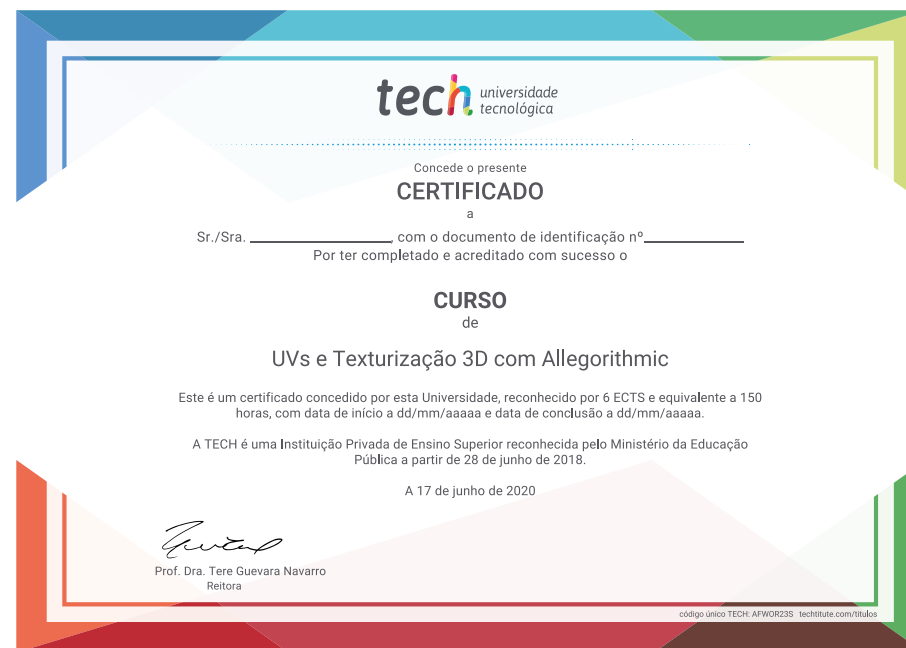 tech universidade
tecnológica
Concede o presente
CERTIFICADO
a
Sr./Sra. ____________________, com o documento de identificação nº______________
Por ter completado e acreditado com sucesso o
CURSO
de
UVs e Texturização 3D com Allegorithmic
Este é um certificado concedido por esta Universidade, reconhecido por 6 ECTS e equivalente a 150
horas, com data de início a dd/mm/aaaaa e data de conclusão a dd/mm/aaaaa.
A TECH é uma Instituição Privada de Ensino Superior reconhecida pelo Ministério da Educação
Pública a partir de 28 de junho de 2018.
A 17 de junho de 2020
Prof. Dra. Tere Guevara Navarro
Reitora
código único TECH: AFWOR23S techtitute.com/titulos